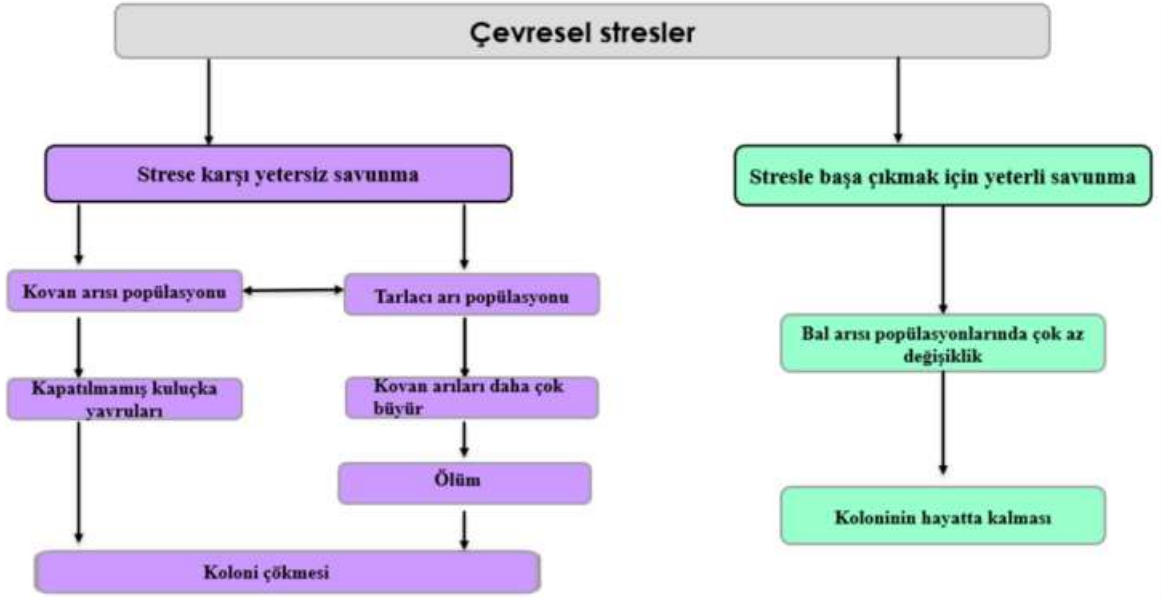 Çevresel stresler
Strese karşı yetersiz savunma
Stresle başa çıkmak için yeterli savunma
Kovan arısı popülasyonu
Tarlacı arı popülasyonu
Bal arısı popülasyonlarında çok az
değişiklik
Kapatılmamış kuluçka
yavruları
Kovan arıları daha çok
büyür
Ölüm
Koloninin hayatta kalması
Koloni çökmesi